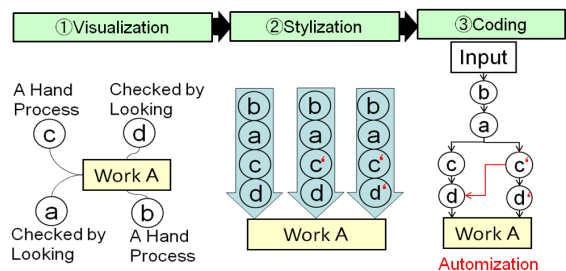 ①Visualization
②Stylization
③Coding
A Hand
Process
Checked by
Looking
c
d
Work A
a
b
Checked by
Looking
A Hand
Process
b
a
c
d
b
a
c'
d
b
a
c'
d'
Work A
Input
b
a
c
c'
d
d'
Work A
Automization